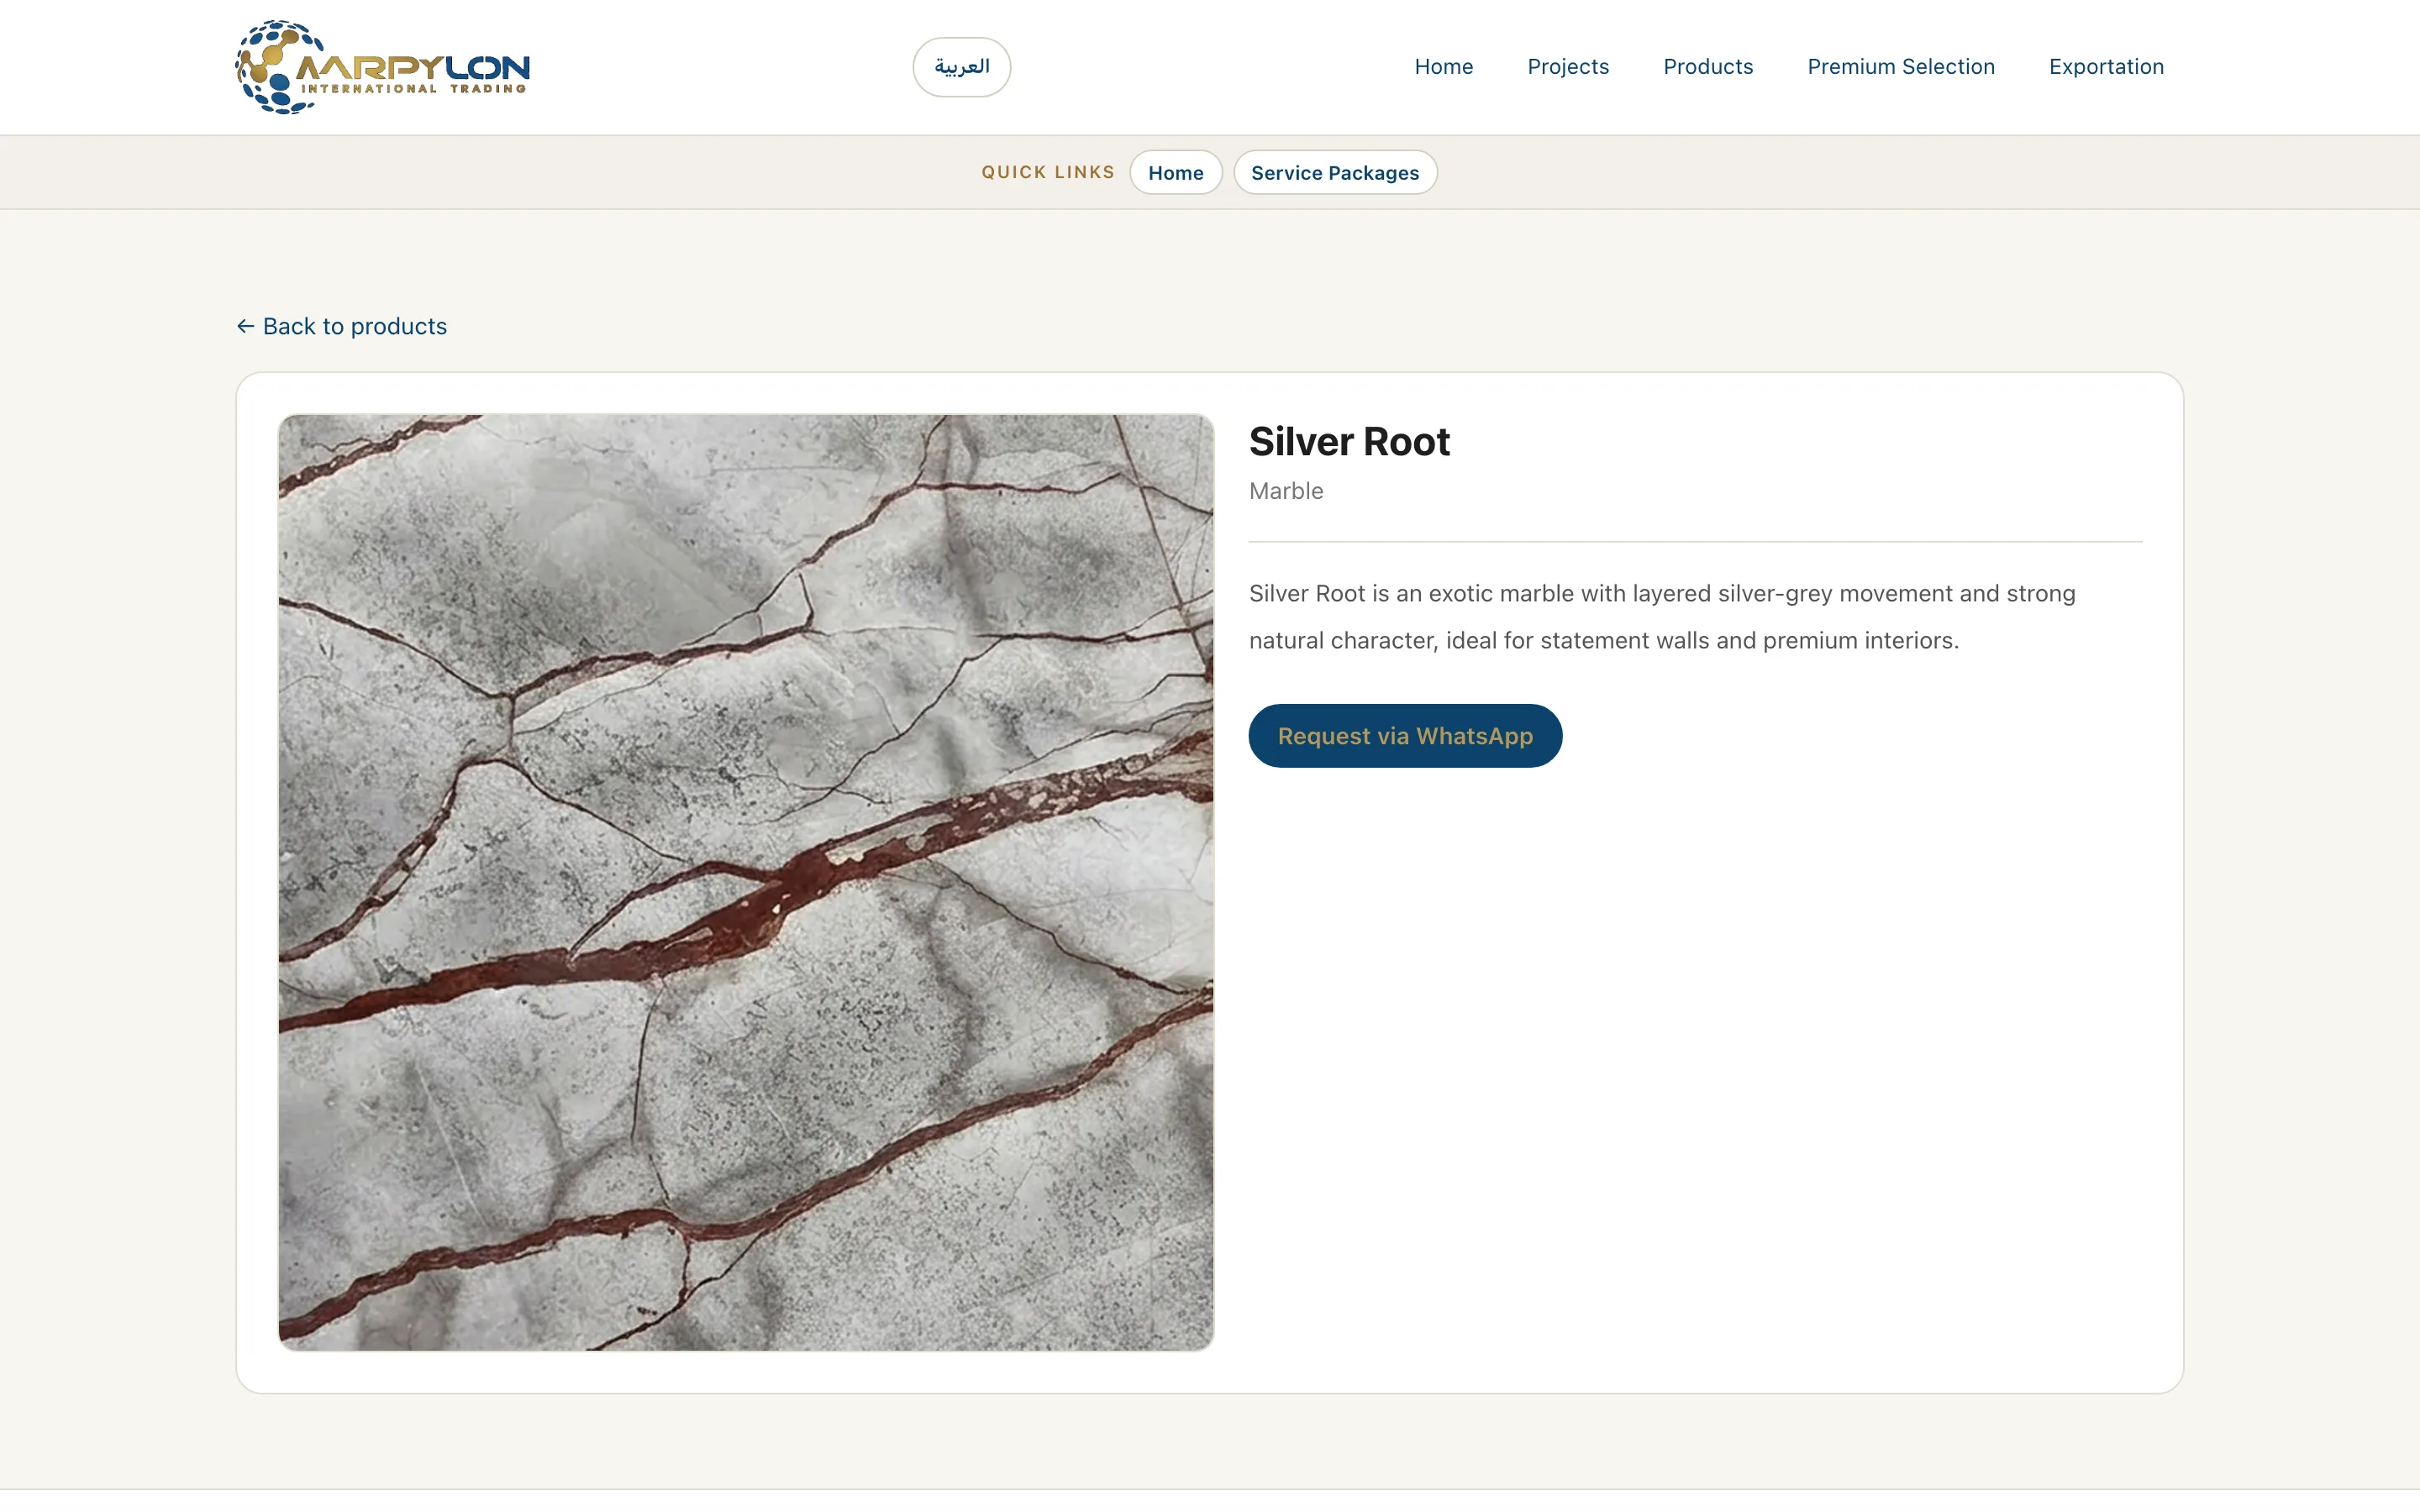 AARPYLON
INTERNATIONAL TRADING
العربية
Home
Projects
Products
Premium Selection
Exportation
QUICK LINKS
Home
Service Packages
← Back to products
Silver Root
Marble
Silver Root is an exotic marble with layered silver-grey movement and strong
natural character, ideal for statement walls and premium interiors.
Request via WhatsApp